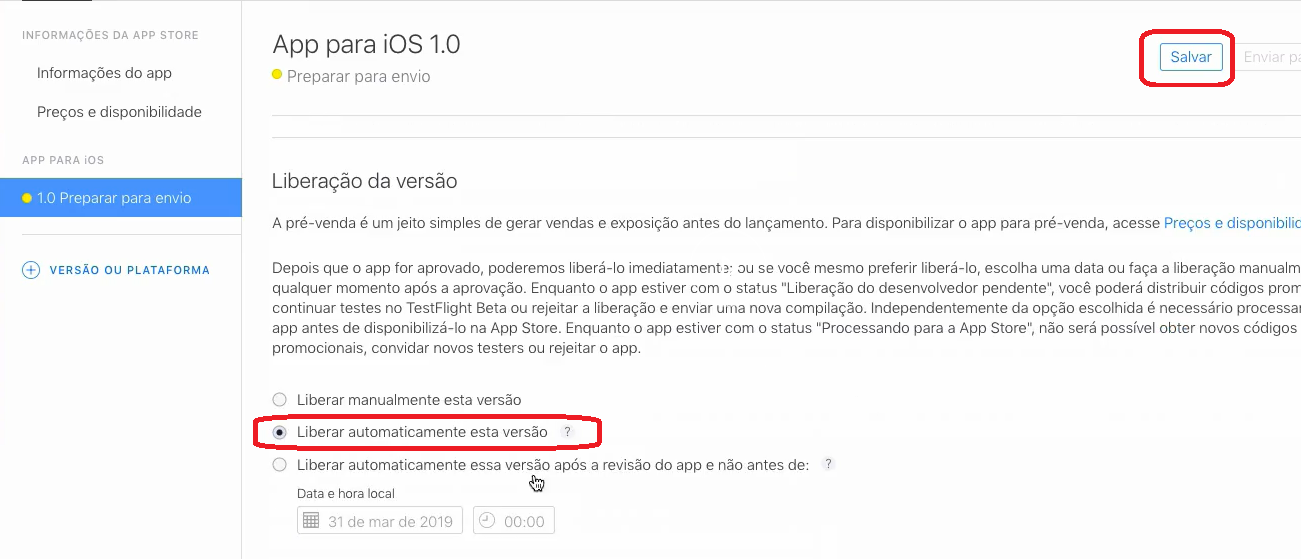 INFORMAÇÕES DA APP STORE
Informações do app
Preços e disponibilidade
APP PARA iOS
1.0 Preparar para envio
VERSÃO OU PLATAFORMA
App para iOS 1.0
Preparar para envio
Salvar
Enviar pa
Liberação da versão
A pré-venda é um jeito simples de gerar vendas e exposição antes do lançamento. Para disponibilizar o app para pré-venda, acesse Preços e disponibilid
Depois que o app for aprovado, poderemos liberá-lo imediatamente ou se você mesmo preferir liberá-lo, escolha uma data ou faça a liberação manualm
qualquer momento após a aprovação. Enquanto o app estiver com o status "Liberação do desenvolvedor pendente", você poderá distribuir códigos prom
continuar testes no TestFlight Beta ou rejeitar a liberação e enviar uma nova compilação. Independentemente da opção escolhida é necessário processar
app antes de disponibilizá-lo na App Store. Enquanto o app estiver com o status "Processando para a App Store", não será possível obter novos códigos
promocionais, convidar novos testers ou rejeitar o app.
Liberar manualmente esta versão
Liberar automaticamente esta versão ?
Liberar automaticamente essa versão após a revisão do app e não antes de: ?
Data e hora local
31 de mar de 2019 00:00